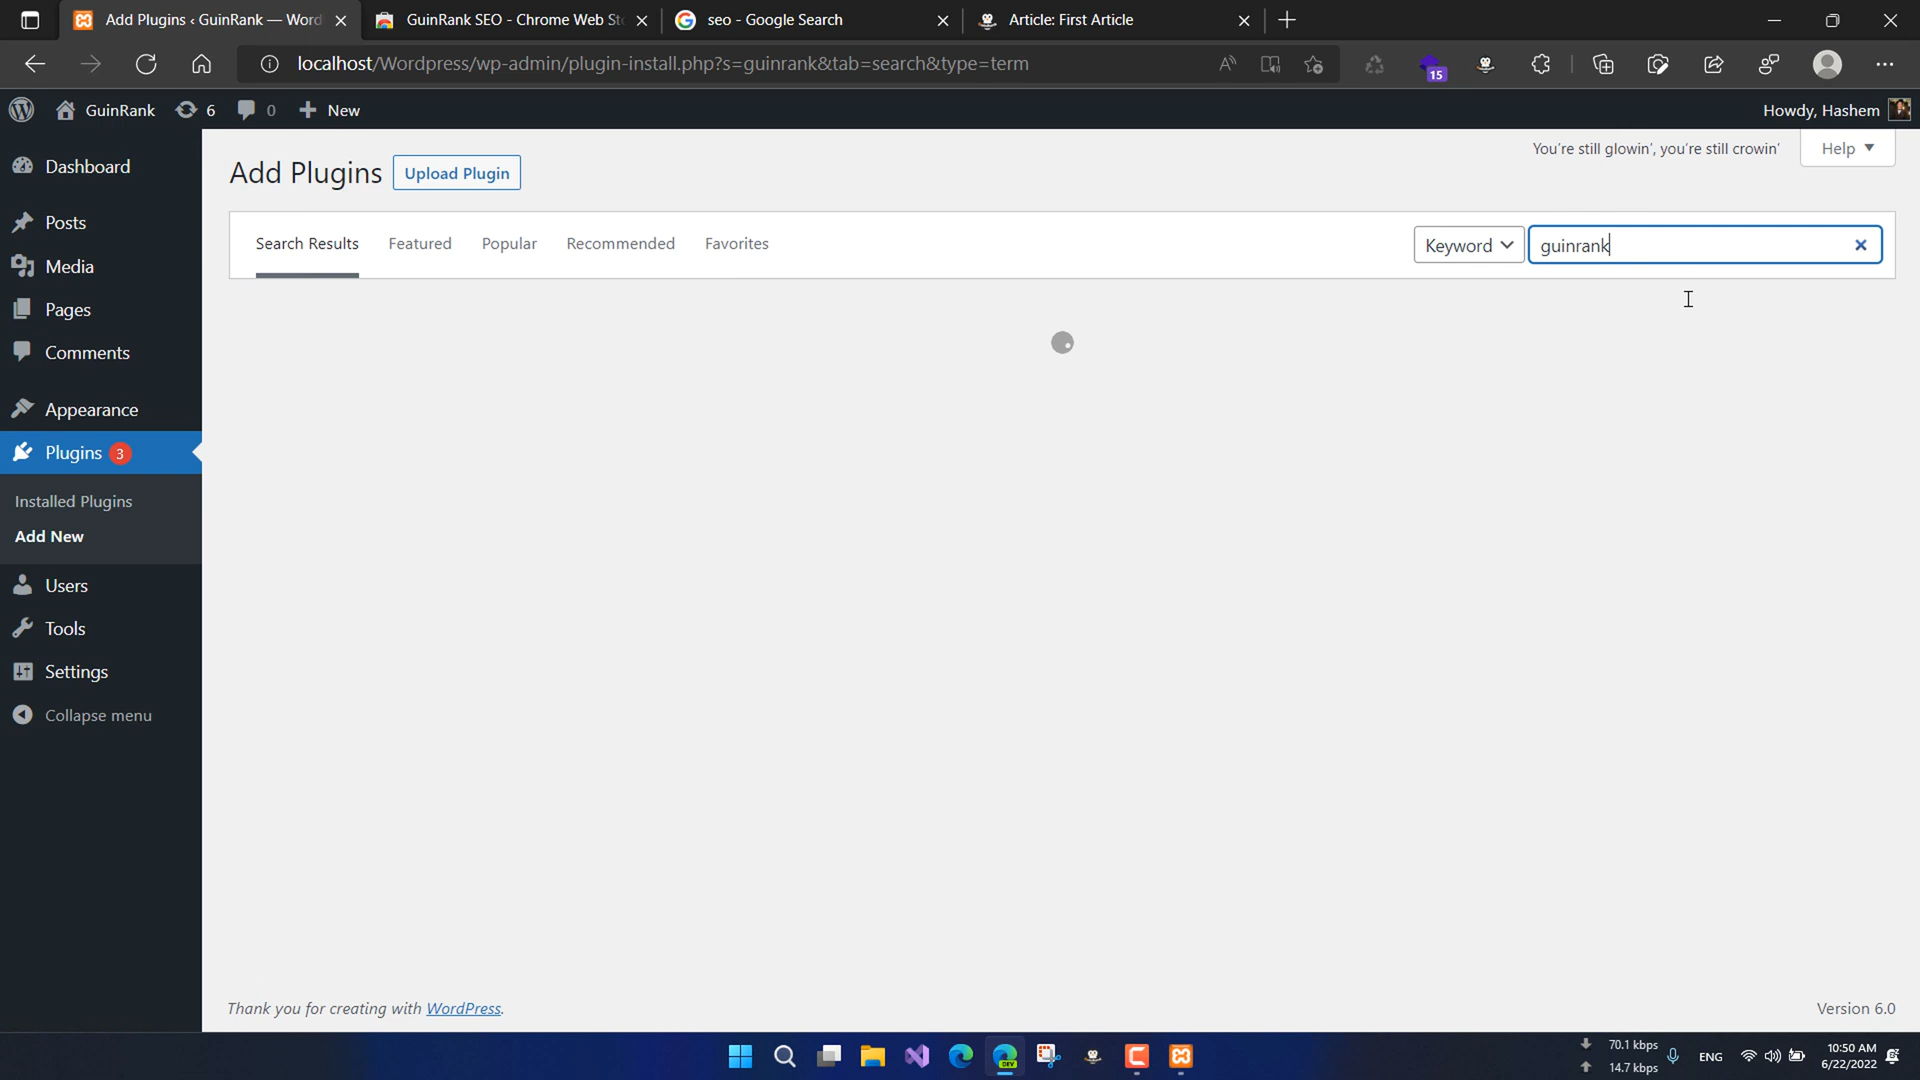 Add Plugins ‹ GuinRank — Word
GuinRank SEO - Chrome Web Sto
seo - Google Search
Article: First Article
localhost/Wordpress/wp-admin/plugin-install.php?s=guinrank&tab=search&type=term
15
GuinRank
6
0
New
Howdy, Hashem
Dashboard
Posts
Media
Pages
Comments
Appearance
Plugins 3
Installed Plugins
Add New
Users
Tools
Settings
Collapse menu
Add Plugins
Upload Plugin
You're still glowin', you're still crowin'
Help
Search Results
Featured
Popular
Recommended
Favorites
Keyword
guinrank
Thank you for creating with WordPress.
Version 6.0
DEV
70.1 kbps
14.7 kbps
ENG
10:50 AM
6/22/2022